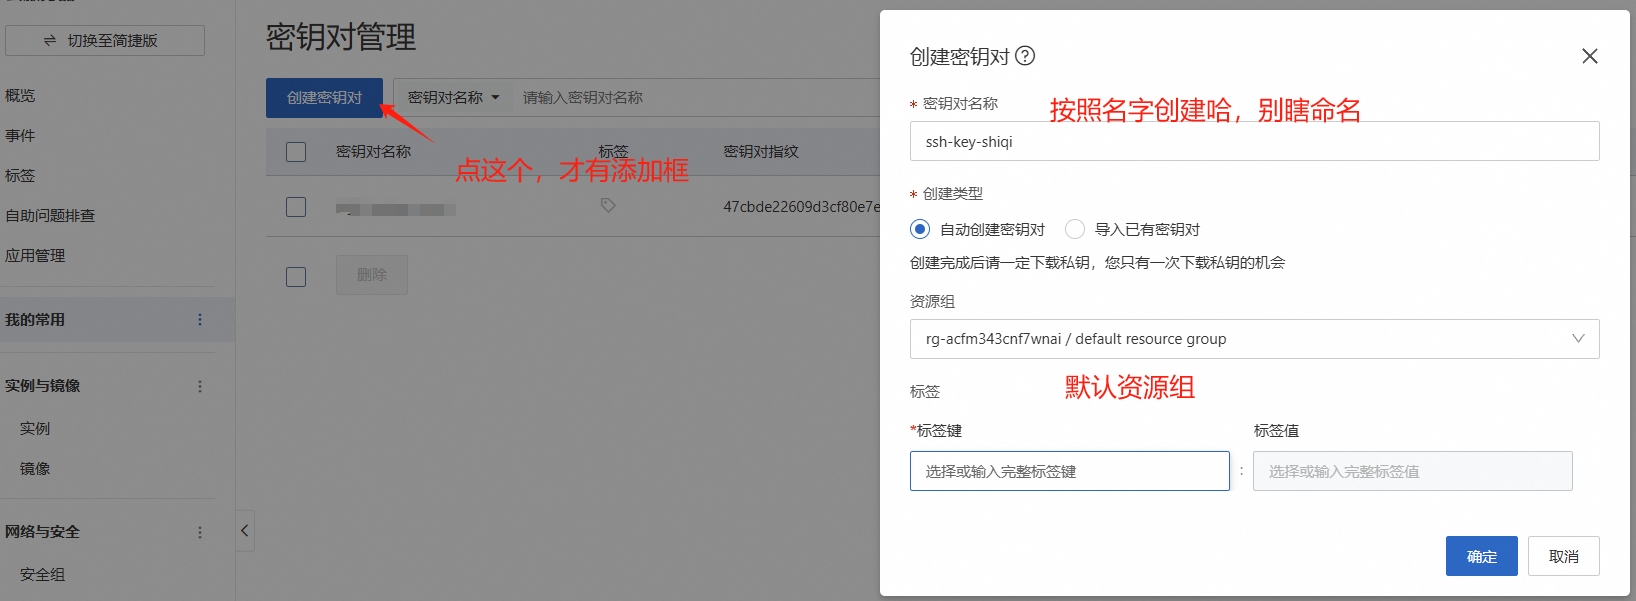 切换至简捷版
概览
事件
标签
自助问题排查
应用管理
我的常用
实例与镜像
实例
镜像
网络与安全
安全组
密钥对管理
创建密钥对
密钥对名称
请输入密钥对名称
密钥对名称
标签
密钥对指纹
点这个，才有添加框
47cbde22609d3cf80e7e
删除
创建密钥对
* 密钥对名称
按照名字创建哈，别瞎命名
ssh-key-shiqi
* 创建类型
自动创建密钥对 导入已有密钥对
创建完成后请一定下载私钥，您只有一次下载私钥的机会
资源组
rg-acfm343cnf7wnai / default resource group
默认资源组
标签
*标签键 标签值
选择或输入完整标签键 : 选择或输入完整标签值
确定 取消